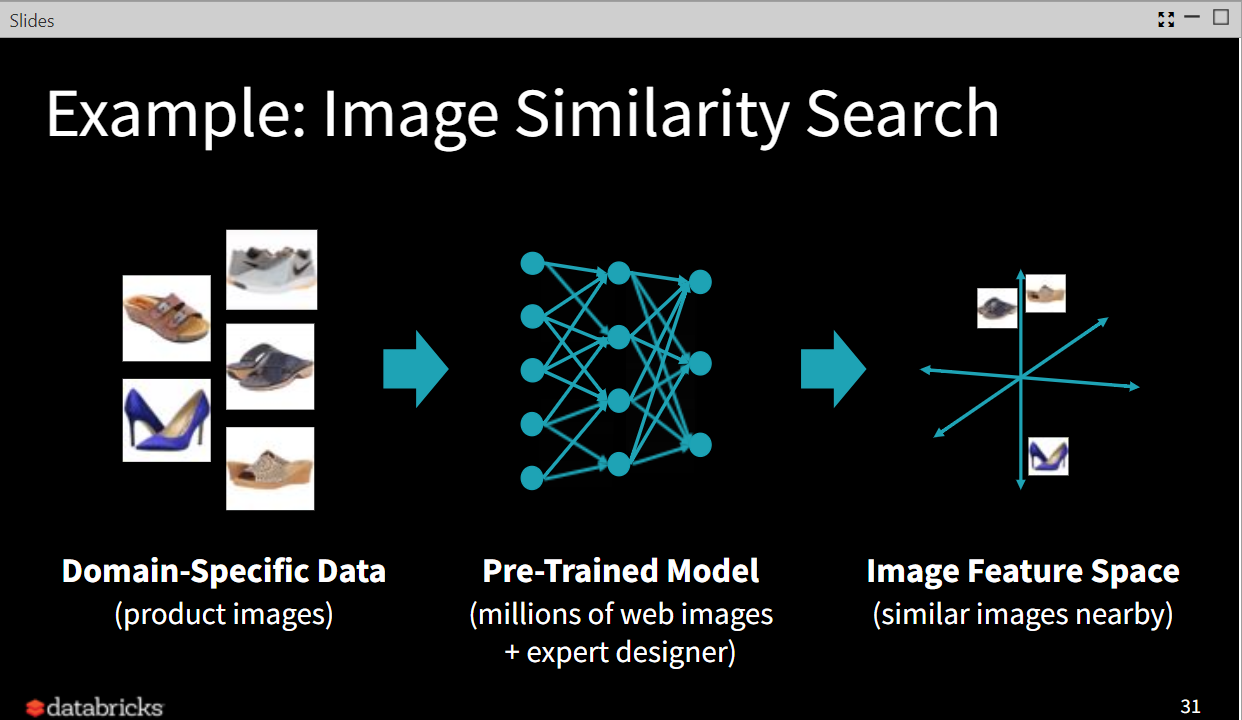 Slides
Example: Image Similarity Search
Domain-Specific Data
(product images)
Pre-Trained Model
(millions of web images
+ expert designer)
Image Feature Space
(similar images nearby)
databricks
31